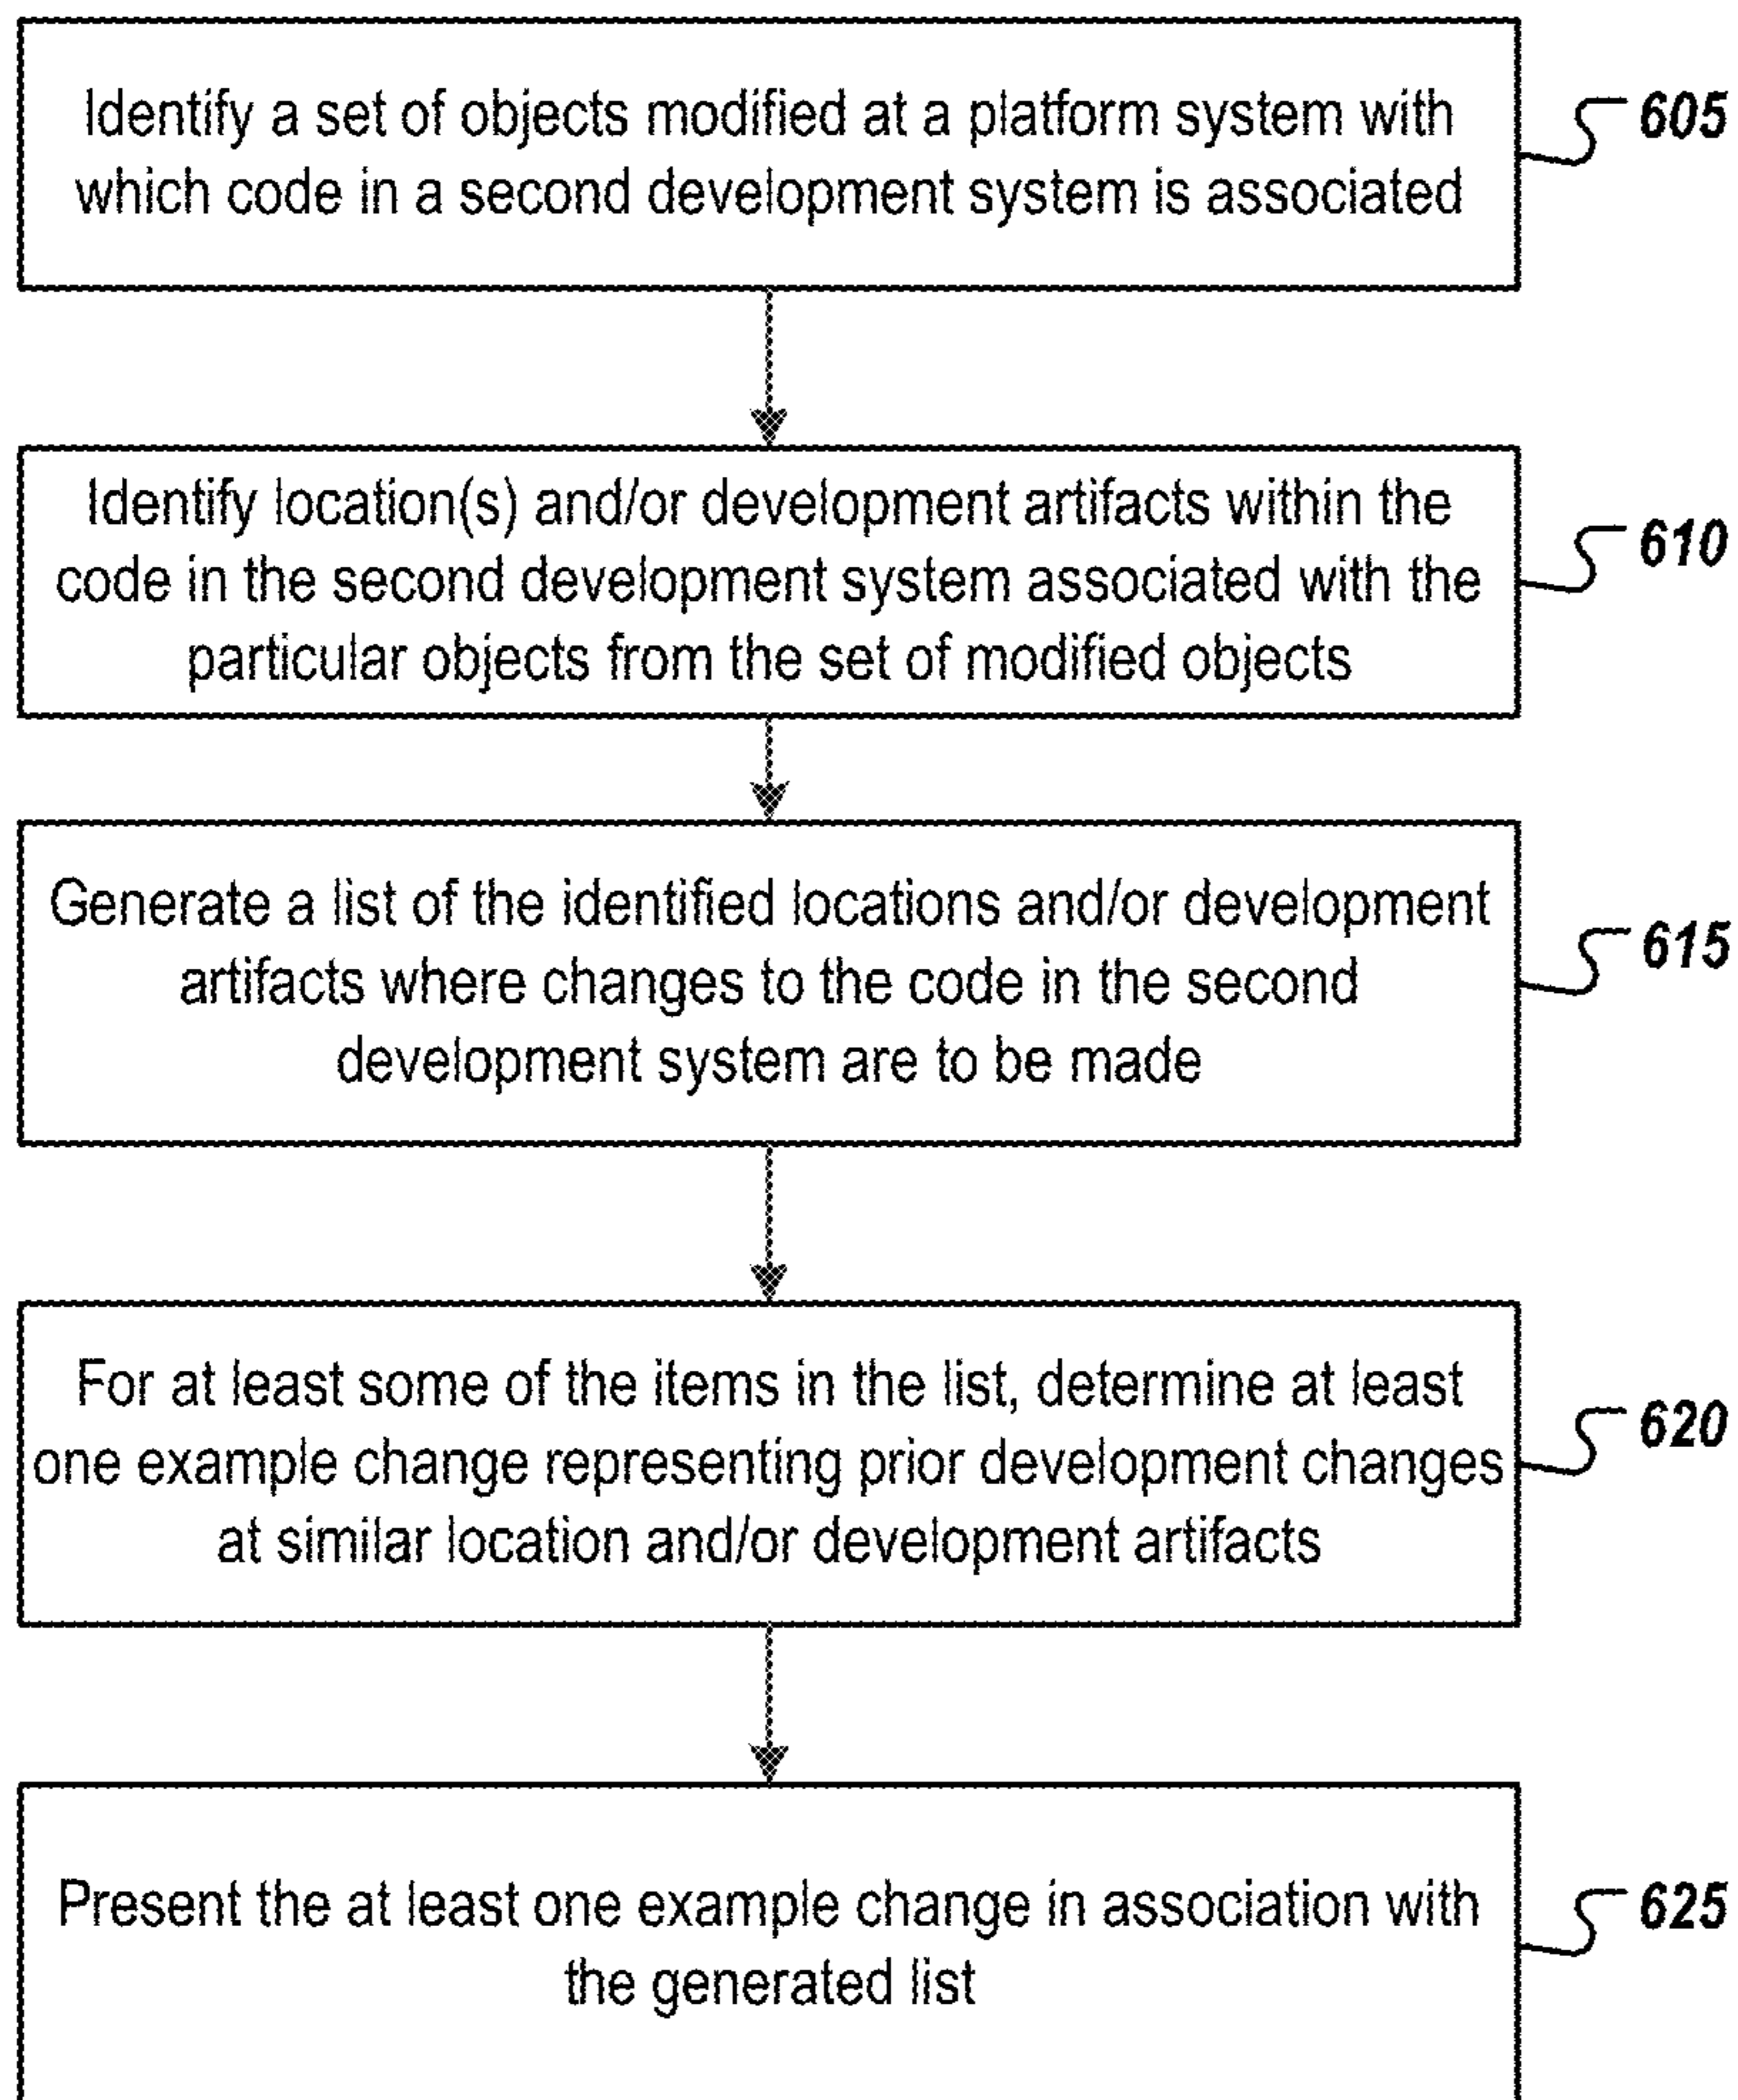 Identify a set of objects modified at a platform system with
which code in a second development system is associated
605
Identify location(s) and/or development artifacts within the
code in the second development system associated with the
particular objects from the set of modified objects
610
Generate a list of the identified locations and/or development
artifacts where changes to the code in the second
development system are to be made
615
For at least some of the items in the list, determine at least
one example change representing prior development changes
at similar location and/or development artifacts
620
Present the at least one example change in association with
the generated list
625